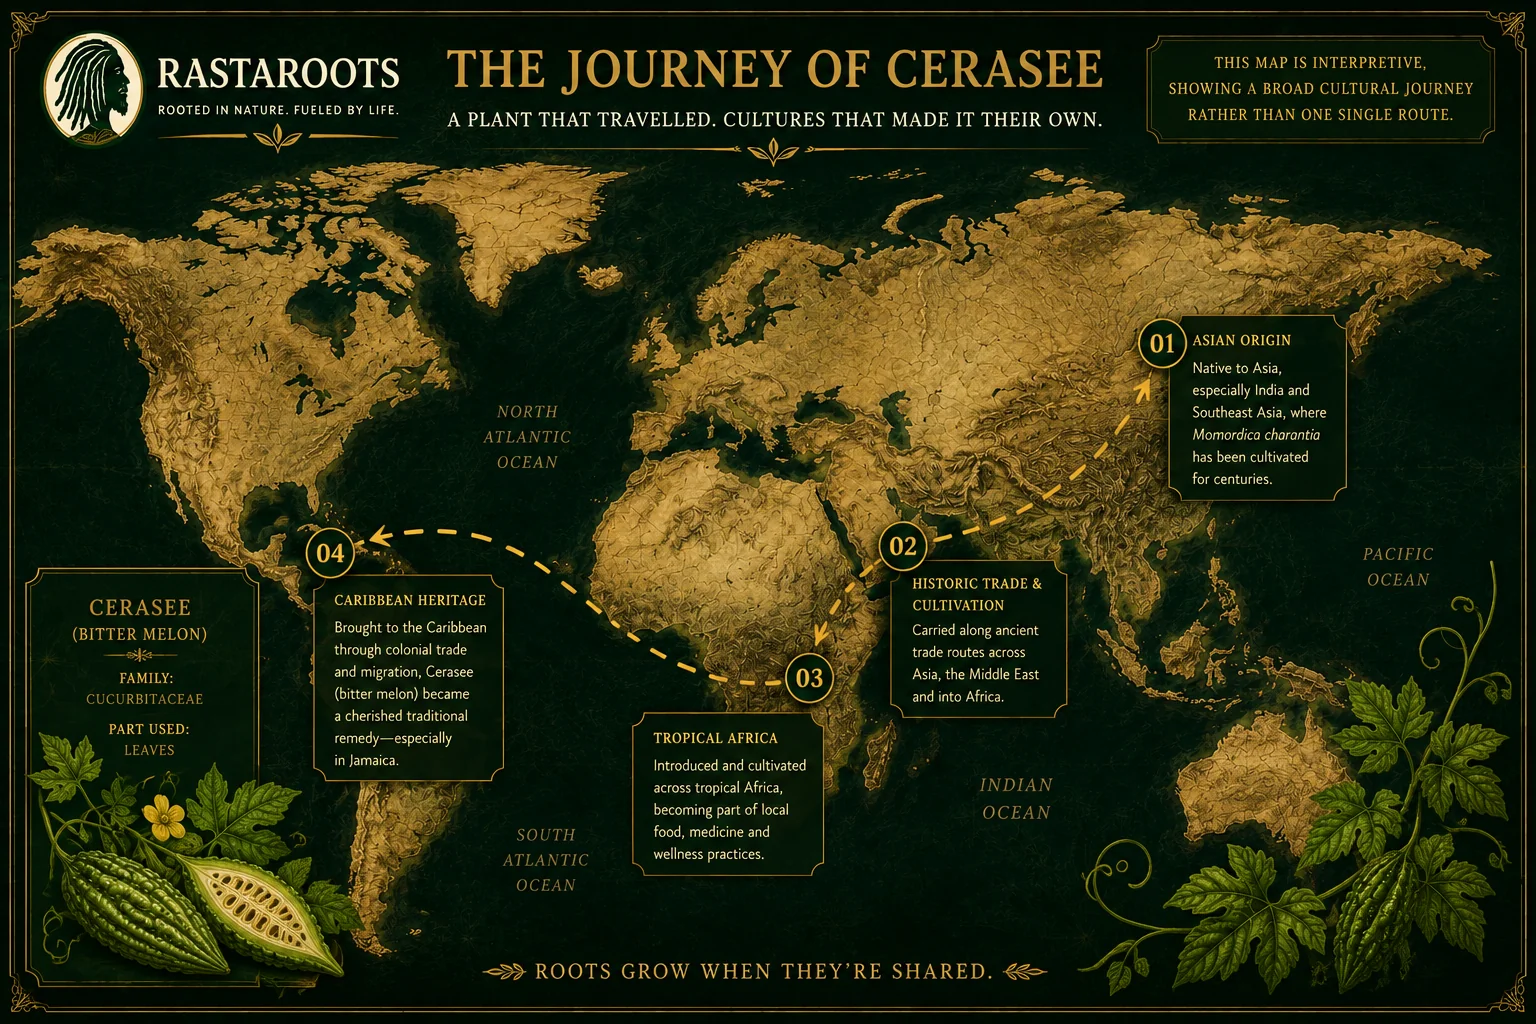 RASTAROOTS
ROOTED IN NATURE. FUELED BY LIFE.
THE JOURNEY OF CERASEE
A PLANT THAT TRAVELLED. CULTURES THAT MADE IT THEIR OWN.
THIS MAP IS INTERPRETIVE,
SHOWING A BROAD CULTURAL JOURNEY
RATHER THAN ONE SINGLE ROUTE.
01
ASIAN ORIGIN
Native to Asia,
especially India and
Southeast Asia, where
Momordica charantia
has been cultivated
for centuries.
02
HISTORIC TRADE &
CULTIVATION
Carried along ancient
trade routes across
Asia, the Middle East
and into Africa.
03
TROPICAL AFRICA
Introduced and cultivated
across tropical Africa,
becoming part of local
food, medicine and
wellness practices.
04
CARIBBEAN HERITAGE
Brought to the Caribbean
through colonial trade
and migration, Cerasee
(bitter melon) became
a cherished traditional
remedy—especially
in Jamaica.
NORTH
ATLANTIC
OCEAN
PACIFIC
OCEAN
INDIAN
OCEAN
SOUTH
ATLANTIC
OCEAN
CERASEE
(BITTER MELON)
FAMILY:
CUCURBITACEAE
PART USED:
LEAVES
ROOTS GROW WHEN THEY'RE SHARED.